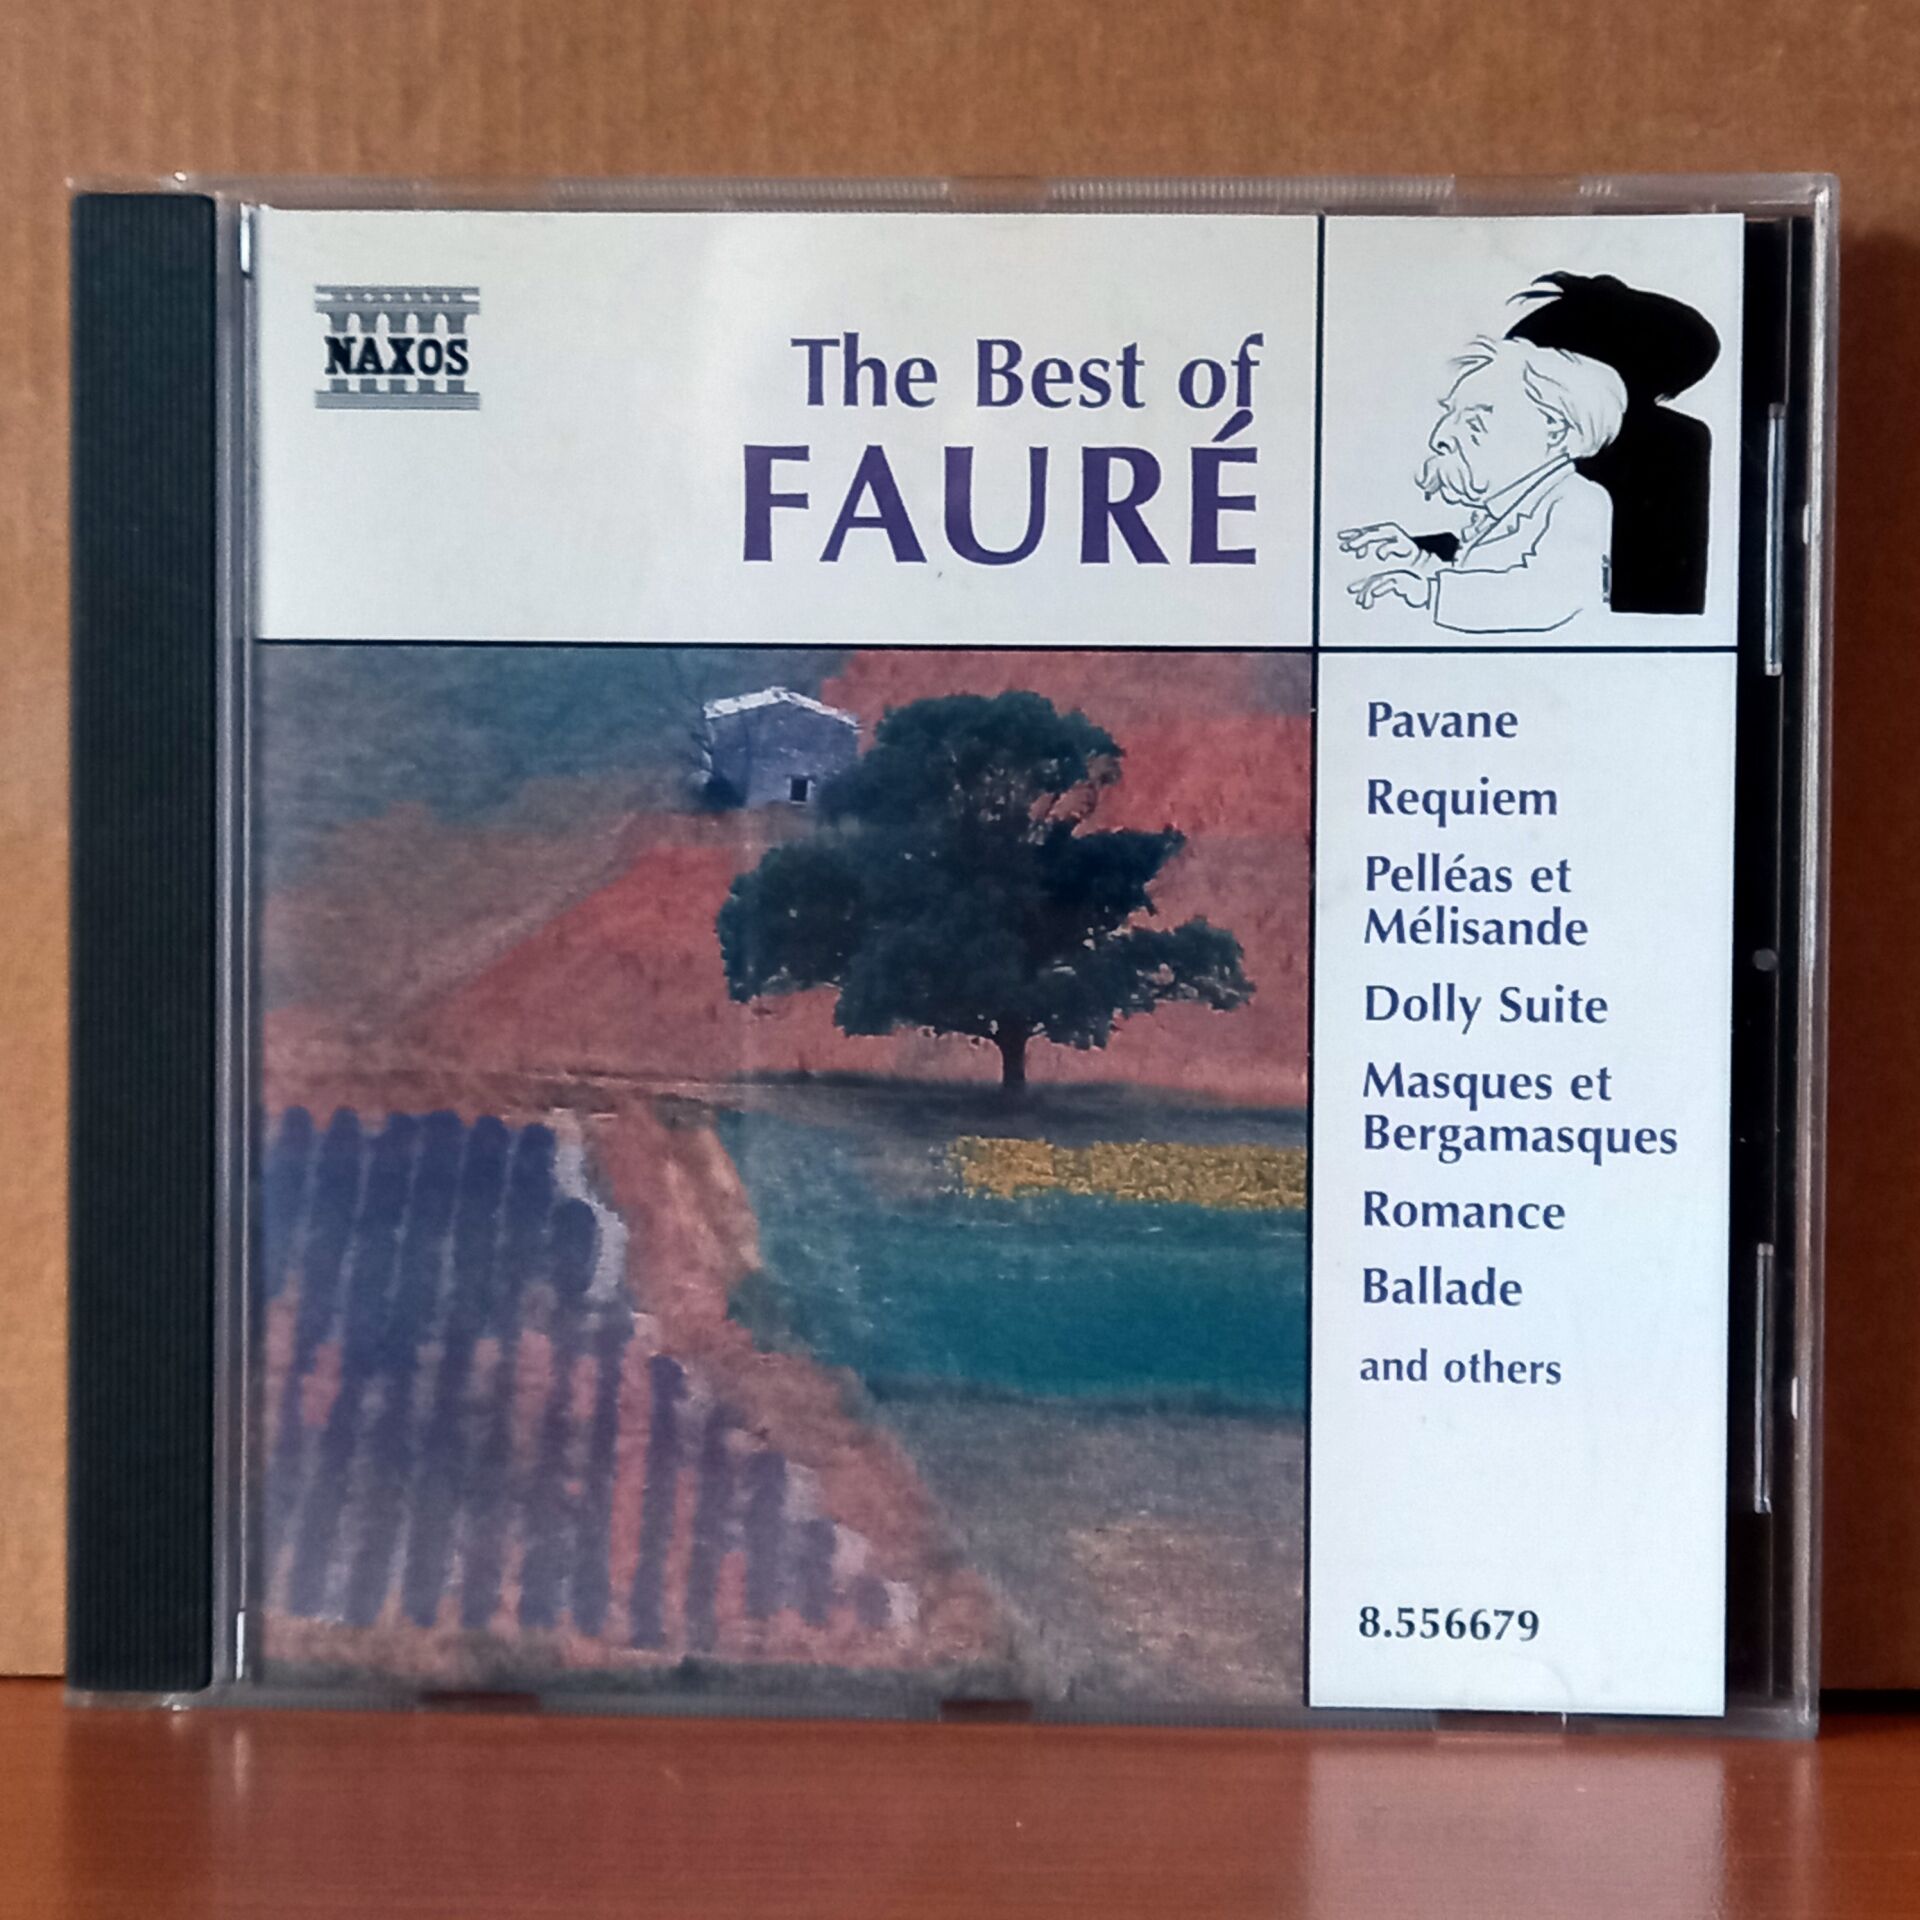 NAXOS
The Best of
FAURÉ
Pavane
Requiem
Pelléas et
Mélisande
Dolly Suite
Masques et
Bergamasques
Romance
Ballade
and others
8.556679